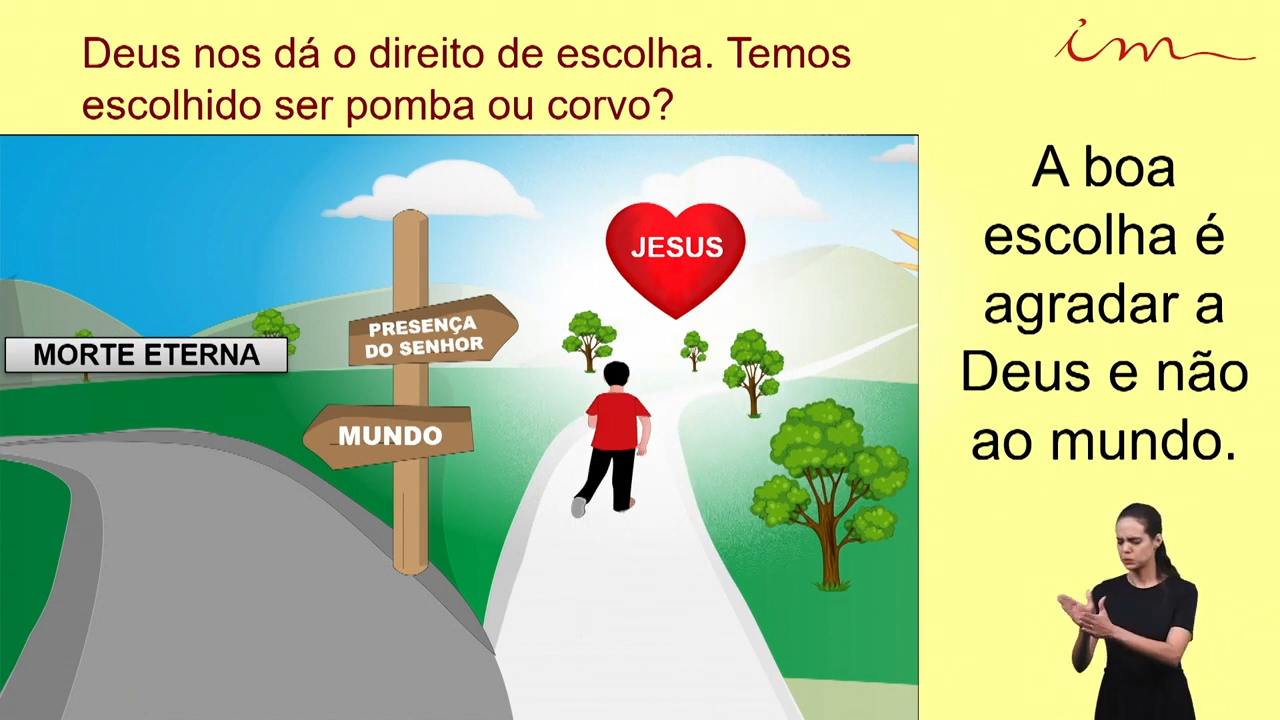 Deus nos dá o direito de escolha. Temos
escolhido ser pomba ou corvo?
im
A boa
escolha é
agradar a
Deus e não
ao mundo.
JESUS
PRESENÇA
DO SENHOR
MORTE ETERNA
MUNDO